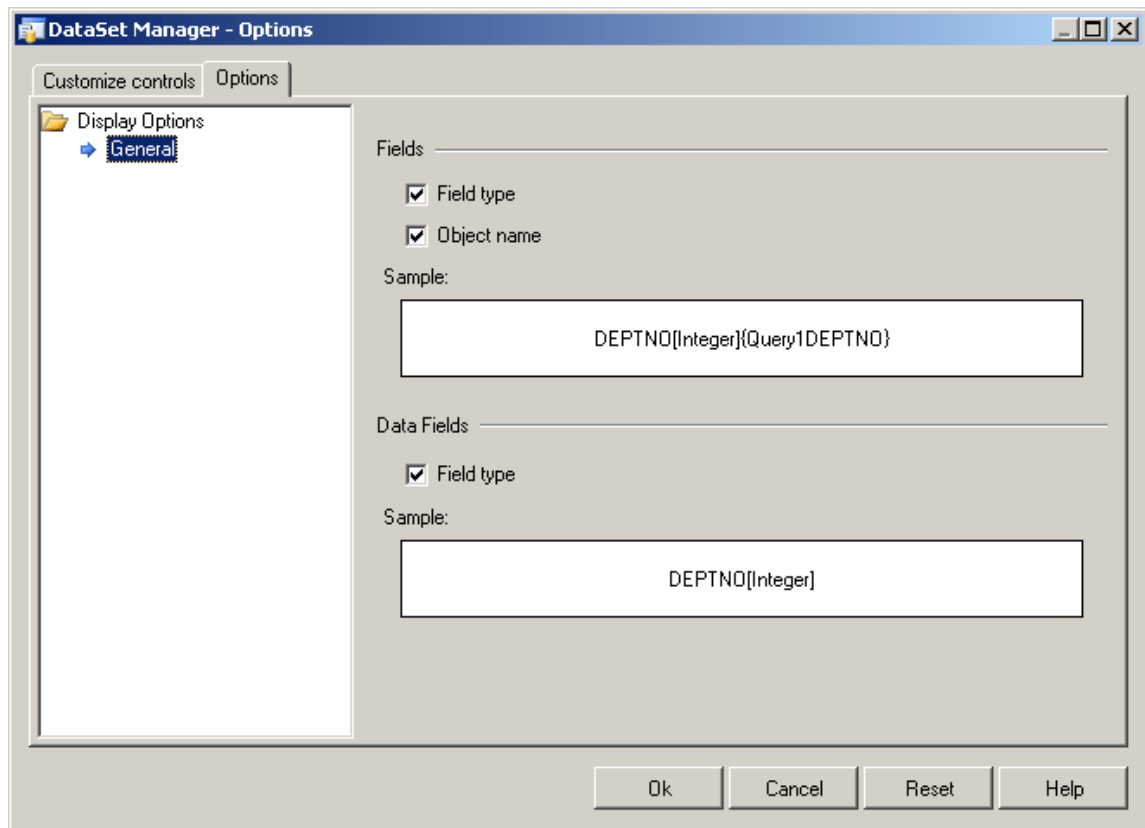 DataSet Manager - Options
Customize controls Options
Display Options
General
Fields
Field type
Object name
Sample:
DEPTNO[Integer]{Query1DEPTNO}
Data Fields
Field type
Sample:
DEPTNO[Integer]
Ok Cancel Reset Help